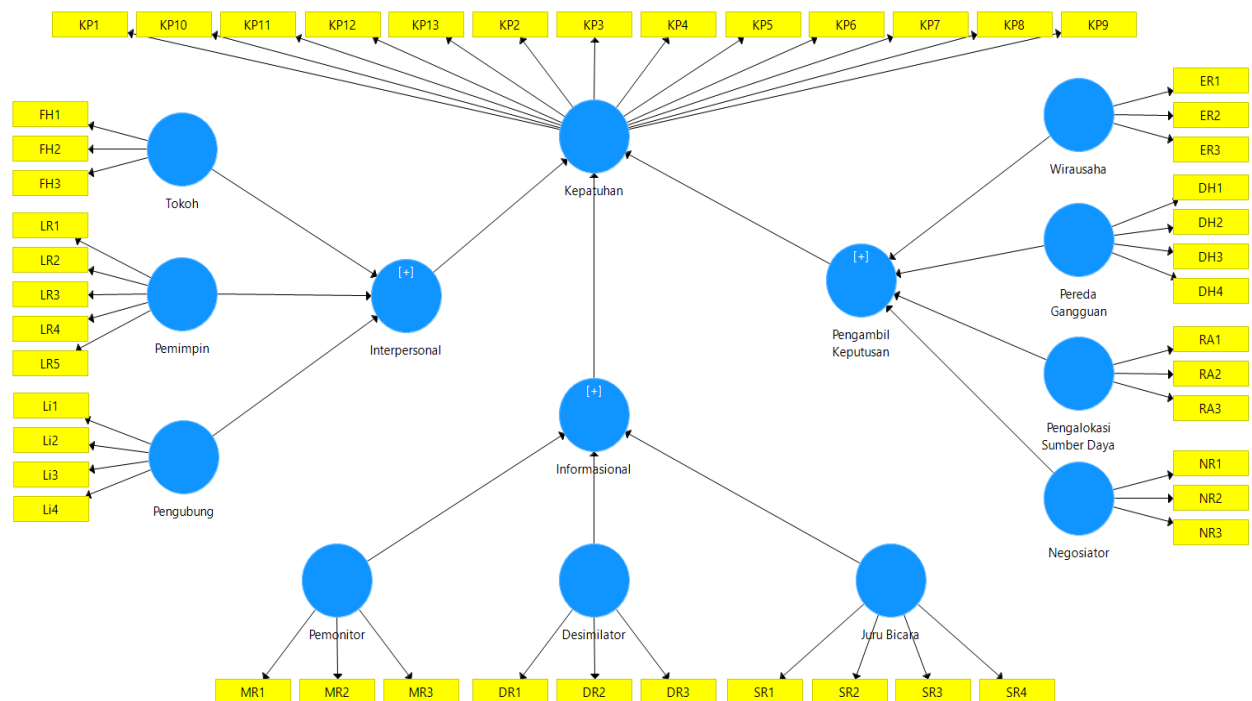 KP1 KP10 KP11 KP12 KP13 KP2 KP3 KP4 KP5 KP6 KP7 KP8 KP9
Kepatuhan
FH1
FH2
FH3
Tokoh
LR1
LR2
LR3
LR4
LR5
Pemimpin
Li1
Li2
Li3
Li4
Pengubung
[+]
Interpersonal
[+]
Informasional
Pemonitor
MR1 MR2 MR3
Desimilator
DR1 DR2 DR3
Juru Bicara
SR1 SR2 SR3 SR4
[+]
Pengambil
Keputusan
Wirausaha
ER1
ER2
ER3
Pereda
Gangguan
DH1
DH2
DH3
DH4
Pengalokasi
Sumber Daya
RA1
RA2
RA3
Negosiator
NR1
NR2
NR3